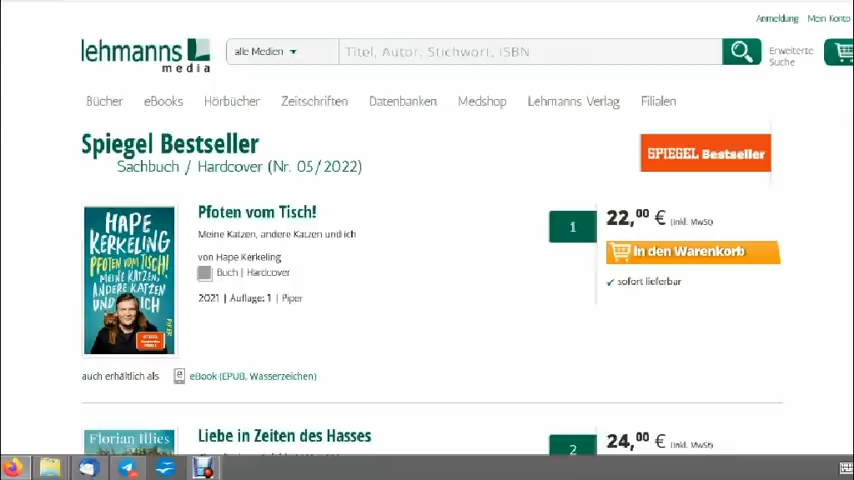 Anmeldung Mein Konto
lehmanns media
alle Medien
Titel, Autor, Stichwort, ISBN
Erweiterte Suche
Bücher eBooks Hörbücher Zeitschriften Datenbanken Medshop Lehmanns Verlag Filialen
Spiegel Bestseller
Sachbuch / Hardcover (Nr. 05/2022)
SPIEGEL Bestseller
HAPE
KERKELING
PFOTEN VOM TISCH!
MEINE KATZEN,
ANDERE KATZEN
UND ICH
Pfoten vom Tisch!
Meine Katzen, andere Katzen und ich
von Hape Kerkeling
Buch | Hardcover
2021 | Auflage: 1 | Piper
1
22,00 € (inkl. MwSt)
In den Warenkorb
✓ sofort lieferbar
auch erhältlich als eBook (EPUB, Wasserzeichen)
Florian Illies
Liebe in Zeiten des Hasses
2
24,00 € (inkl. MwSt)